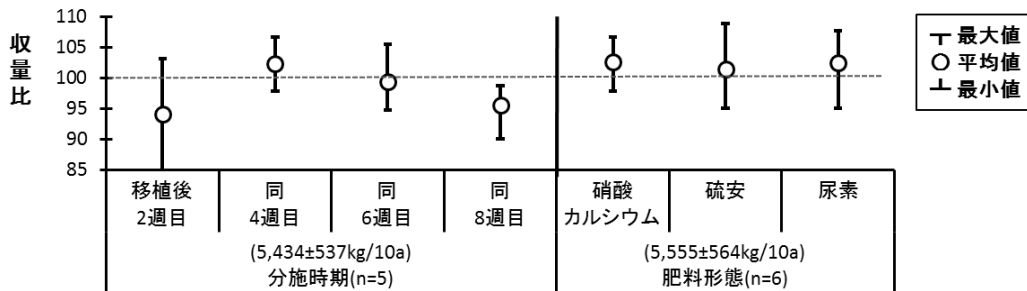 収量比
110
105
100
95
90
85
最大値
平均値
最小値
移植後 同 同 同 硝酸 硫安 尿素
2週目 4週目 6週目 8週目 カルシウム
(5,434±537kg/10a) (5,555±564kg/10a)
分施時期(n=5) 肥料形態(n=6)